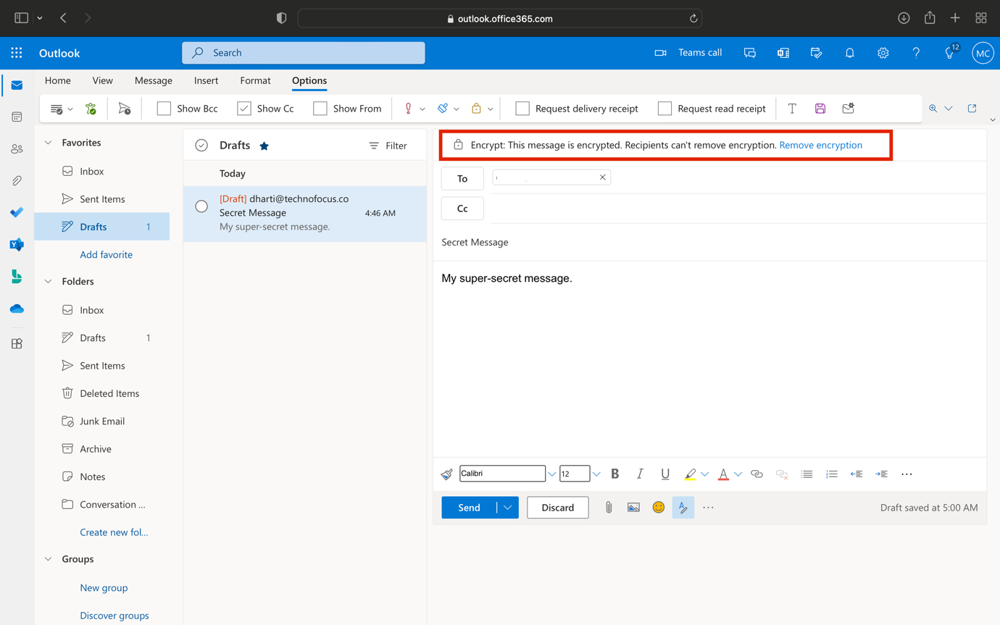 outlook.office365.com
Outlook
Search
Teams call
12
MC
Home View Message Insert Format Options
Show Bcc Show Cc Show From Request delivery receipt Request read receipt
Favorites
Inbox
Sent Items
Drafts 1
Add favorite
Folders
Inbox
Drafts 1
Sent Items
Deleted Items
Junk Email
Archive
Notes
Conversation ...
Create new fol...
Groups
New group
Discover groups
Drafts
Filter
Today
[Draft] dharti@technofocus.co
Secret Message 4:46 AM
My super-secret message.
Encrypt: This message is encrypted. Recipients can't remove encryption. Remove encryption
To
Cc
Secret Message
My super-secret message.
Calibri 12 B I U A
Send Discard Draft saved at 5:00 AM